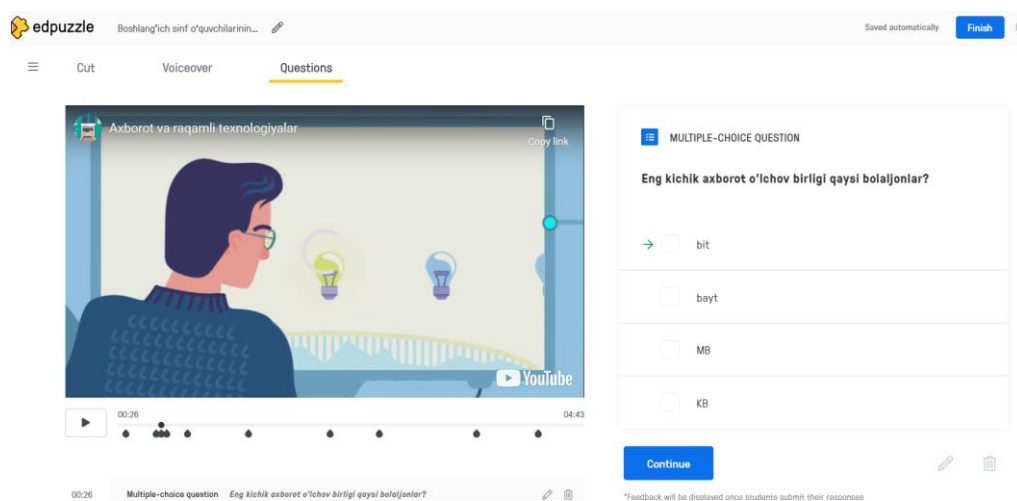 edpuzzle
Boshlang'ich sinf o'quvchilarinin...
Saved automatically
Finish
Cut
Voiceover
Questions
Axborot va raqamli texnologiyalar
Copy link
YouTube
00:26
04:43
00:26 Multiple-choice question Eng kichik axborot o'lchov birligi qaysi bolaljonlar?
MULTIPLE-CHOICE QUESTION
Eng kichik axborot o'lchov birligi qaysi bolaljonlar?
bit
bayt
MB
KB
Continue
*Feedback will be displayed once students submit their responses